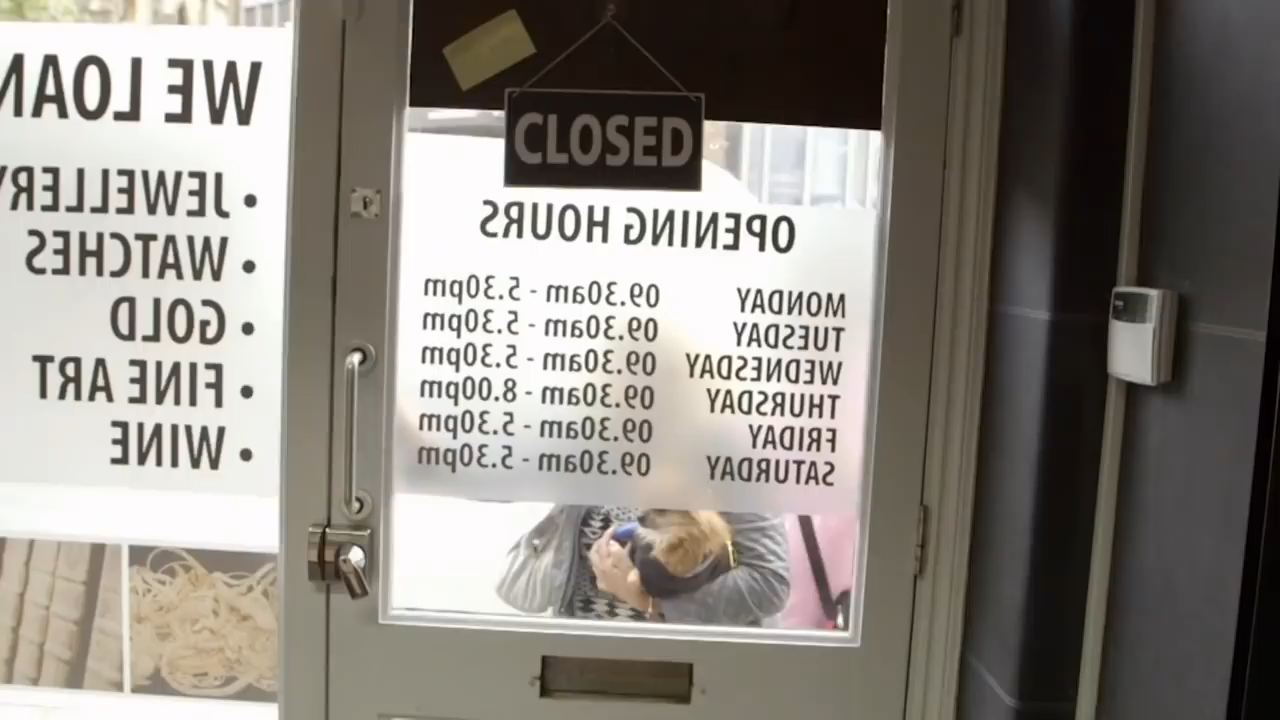 WE LOAN
• JEWELLERY
• WATCHES
• GOLD
• FINE ART
• WINE
CLOSED
OPENING HOURS
MONDAY 09.30am - 5.30pm
TUESDAY 09.30am - 5.30pm
WEDNESDAY 09.30am - 5.30pm
THURSDAY 09.30am - 8.00pm
FRIDAY 09.30am - 5.30pm
SATURDAY 09.30am - 5.30pm